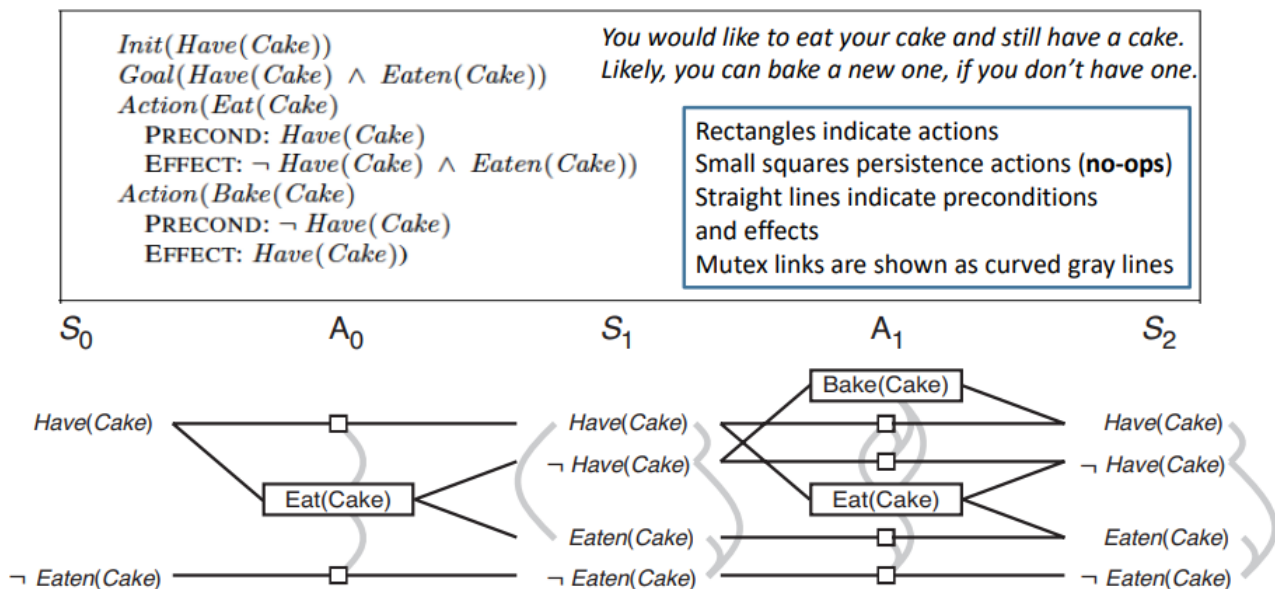 Init(Have(Cake))
Goal(Have(Cake) ∧ Eaten(Cake))
Action(Eat(Cake)
PRECOND: Have(Cake)
EFFECT: ¬ Have(Cake) ∧ Eaten(Cake))
Action(Bake(Cake)
PRECOND: ¬ Have(Cake)
EFFECT: Have(Cake))
You would like to eat your cake and still have a cake.
Likely, you can bake a new one, if you don't have one.
Rectangles indicate actions
Small squares persistence actions (no-ops)
Straight lines indicate preconditions
and effects
Mutex links are shown as curved gray lines
S0 A0 S1 A1 S2
Bake(Cake)
Have(Cake) Have(Cake) Have(Cake)
¬ Have(Cake) ¬ Have(Cake)
Eat(Cake) Eat(Cake)
Eaten(Cake) Eaten(Cake)
¬ Eaten(Cake) ¬ Eaten(Cake) ¬ Eaten(Cake)